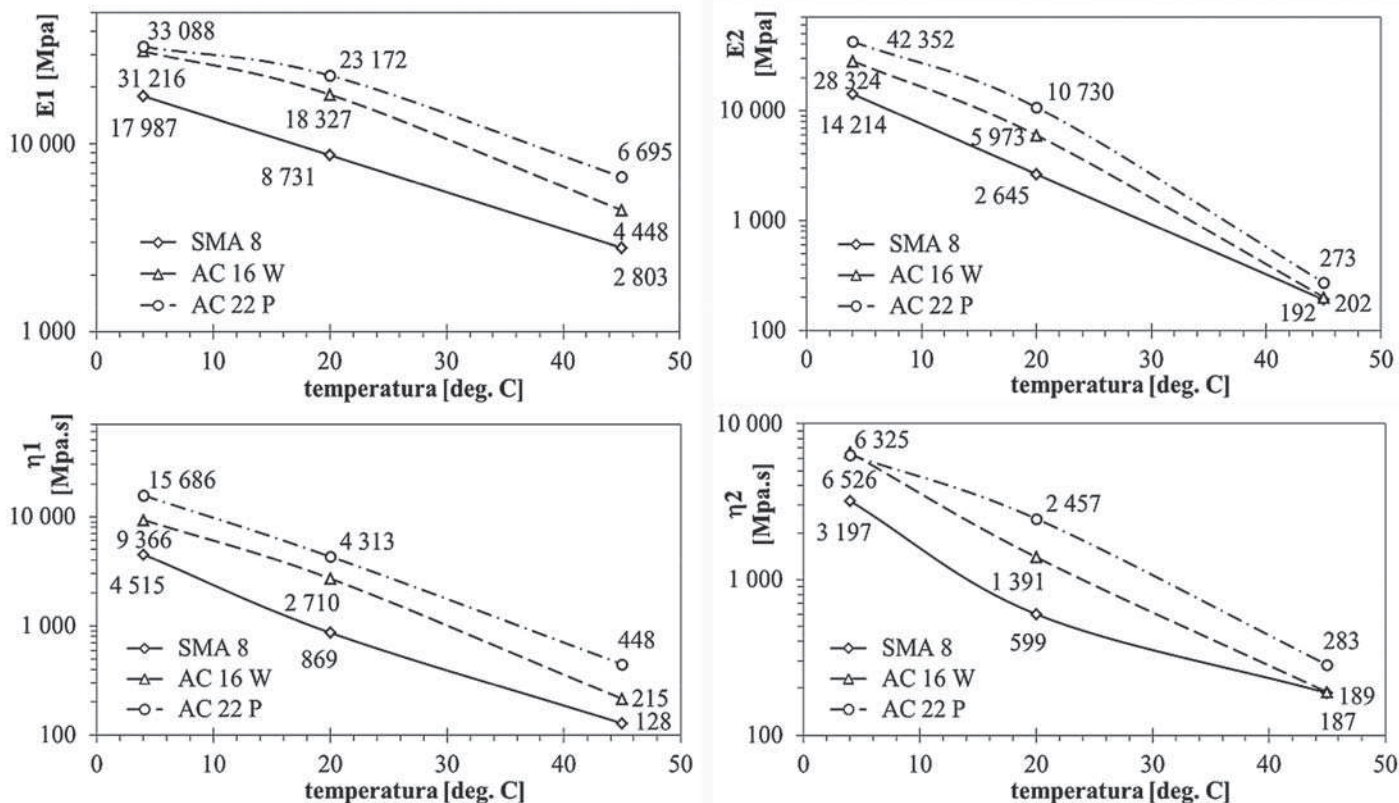 E1 [Mpa]
33 088
31 216
17 987
23 172
18 327
8 731
6 695
4 448
2 803
10 000
1 000
SMA 8
AC 16 W
AC 22 P
0 10 20 30 40 50
temperatura [deg. C]
E2
[Mpa]
42 352
28 324
14 214
10 730
5 973
2 645
273
192
202
10 000
1 000
100
SMA 8
AC 16 W
AC 22 P
0 10 20 30 40 50
temperatura [deg. C]
η1
[Mpa.s]
15 686
9 366
4 515
4 313
2 710
869
448
215
128
10 000
1 000
100
SMA 8
AC 16 W
AC 22 P
0 10 20 30 40 50
temperatura [deg. C]
η2
[Mpa.s]
6 325
6 526
3 197
2 457
1 391
599
283
189
187
10 000
1 000
100
SMA 8
AC 16 W
AC 22 P
0 10 20 30 40 50
temperatura [deg. C]